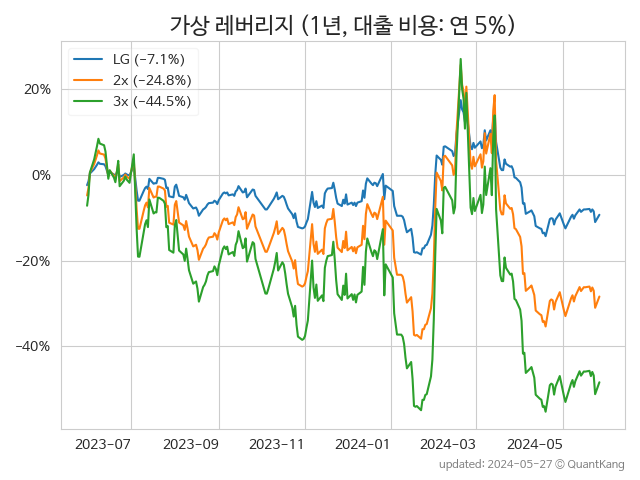 가상 레버리지 (1년, 대출 비용: 연 5%)
LG (−7.1%)
2x (−24.8%)
3x (−44.5%)
20%
0%
−20%
−40%
2023-07
2023-09
2023-11
2024-01
2024-03
2024-05
updated: 2024-05-27 © QuantKang